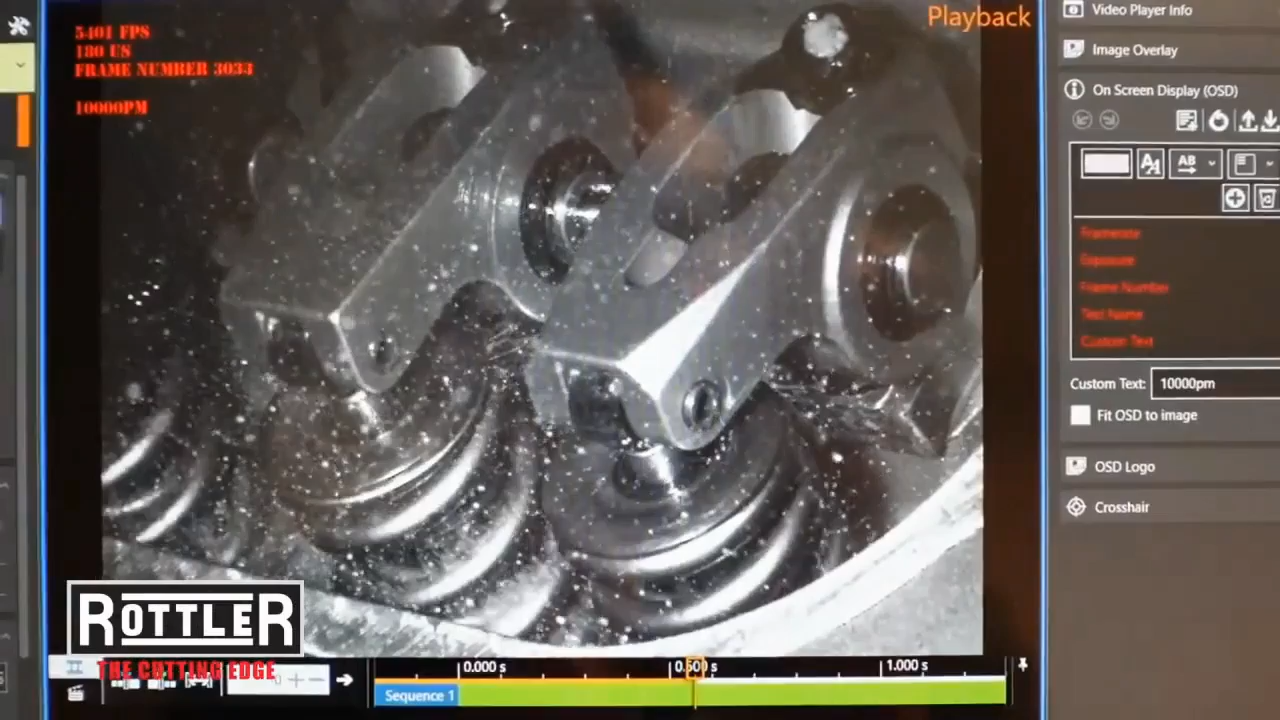 Playback
5401 FPS
180 US
FRAME NUMBER 3033
10000PM
Video Player Info
Image Overlay
On Screen Display (OSD)
AB
Framerate
Exposure
Frame Number
Test Name
Custom Text
Custom Text: 10000pm
Fit OSD to image
OSD Logo
Crosshair
ROTTLER
THE CUTTING EDGE
0.000 s
0.500 s
1.000 s
Sequence 1